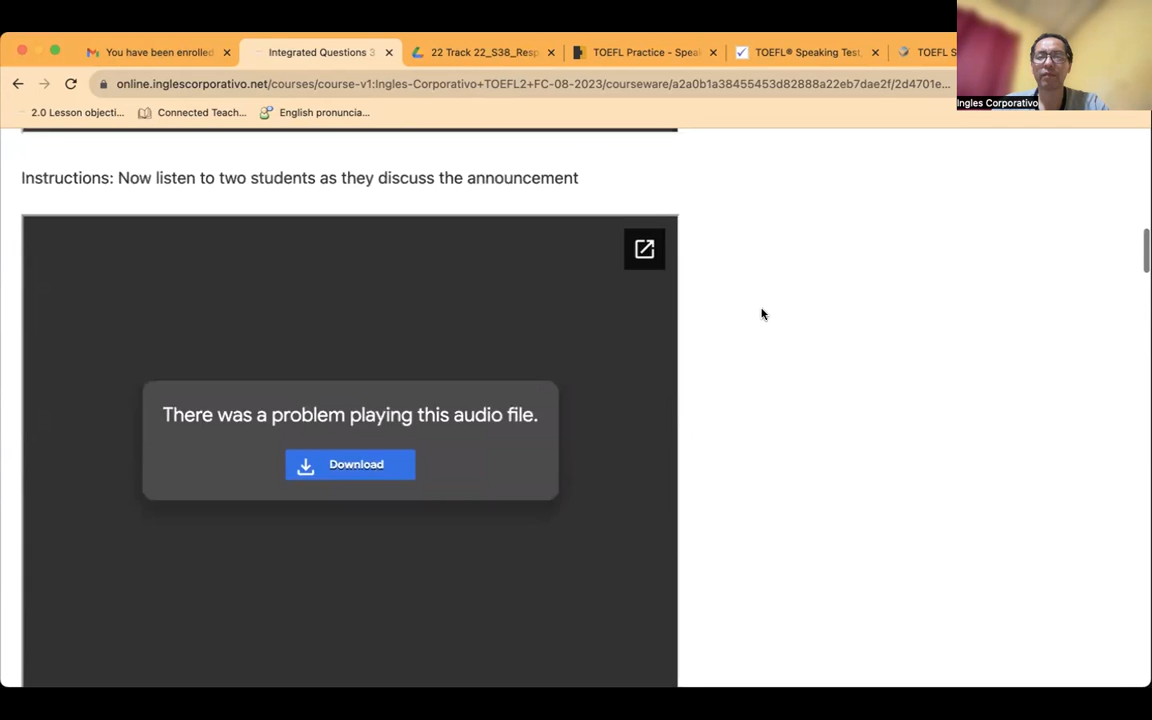 You have been enrolled
Integrated Questions 3
22 Track 22_S38_Resp
TOEFL Practice - Speak
TOEFL® Speaking Test,
TOEFL S
online.inglescorporativo.net/courses/course-v1:Ingles-Corporativo+TOEFL2+FC-08-2023/courseware/a2a0b1a38455453d82888a22eb7dae2f/2d4701e...
Ingles Corporativo
2.0 Lesson objecti...
Connected Teach...
English pronuncia...
Instructions: Now listen to two students as they discuss the announcement
There was a problem playing this audio file.
Download